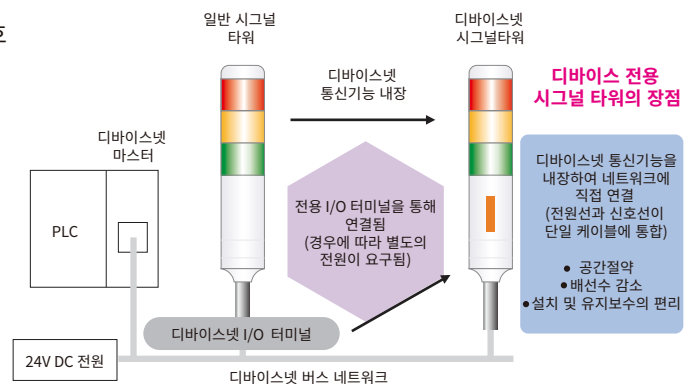 호
일반 시그널
타워
디바이스넷
시그널타워
디바이스넷
통신기능 내장
디바이스 전용
시그널 타워의 장점
디바이스넷
마스터
PLC
전용 I/O 터미널을 통해
연결됨
(경우에 따라 별도의
전원이 요구됨)
디바이스넷 통신기능을
내장하여 네트워크에
직접 연결
(전원선과 신호선이
단일 케이블에 통합)
● 공간절약
● 배선수 감소
● 설치 및 유지보수의 편리
디바이스넷 I/O 터미널
24V DC 전원
디바이스넷 버스 네트워크